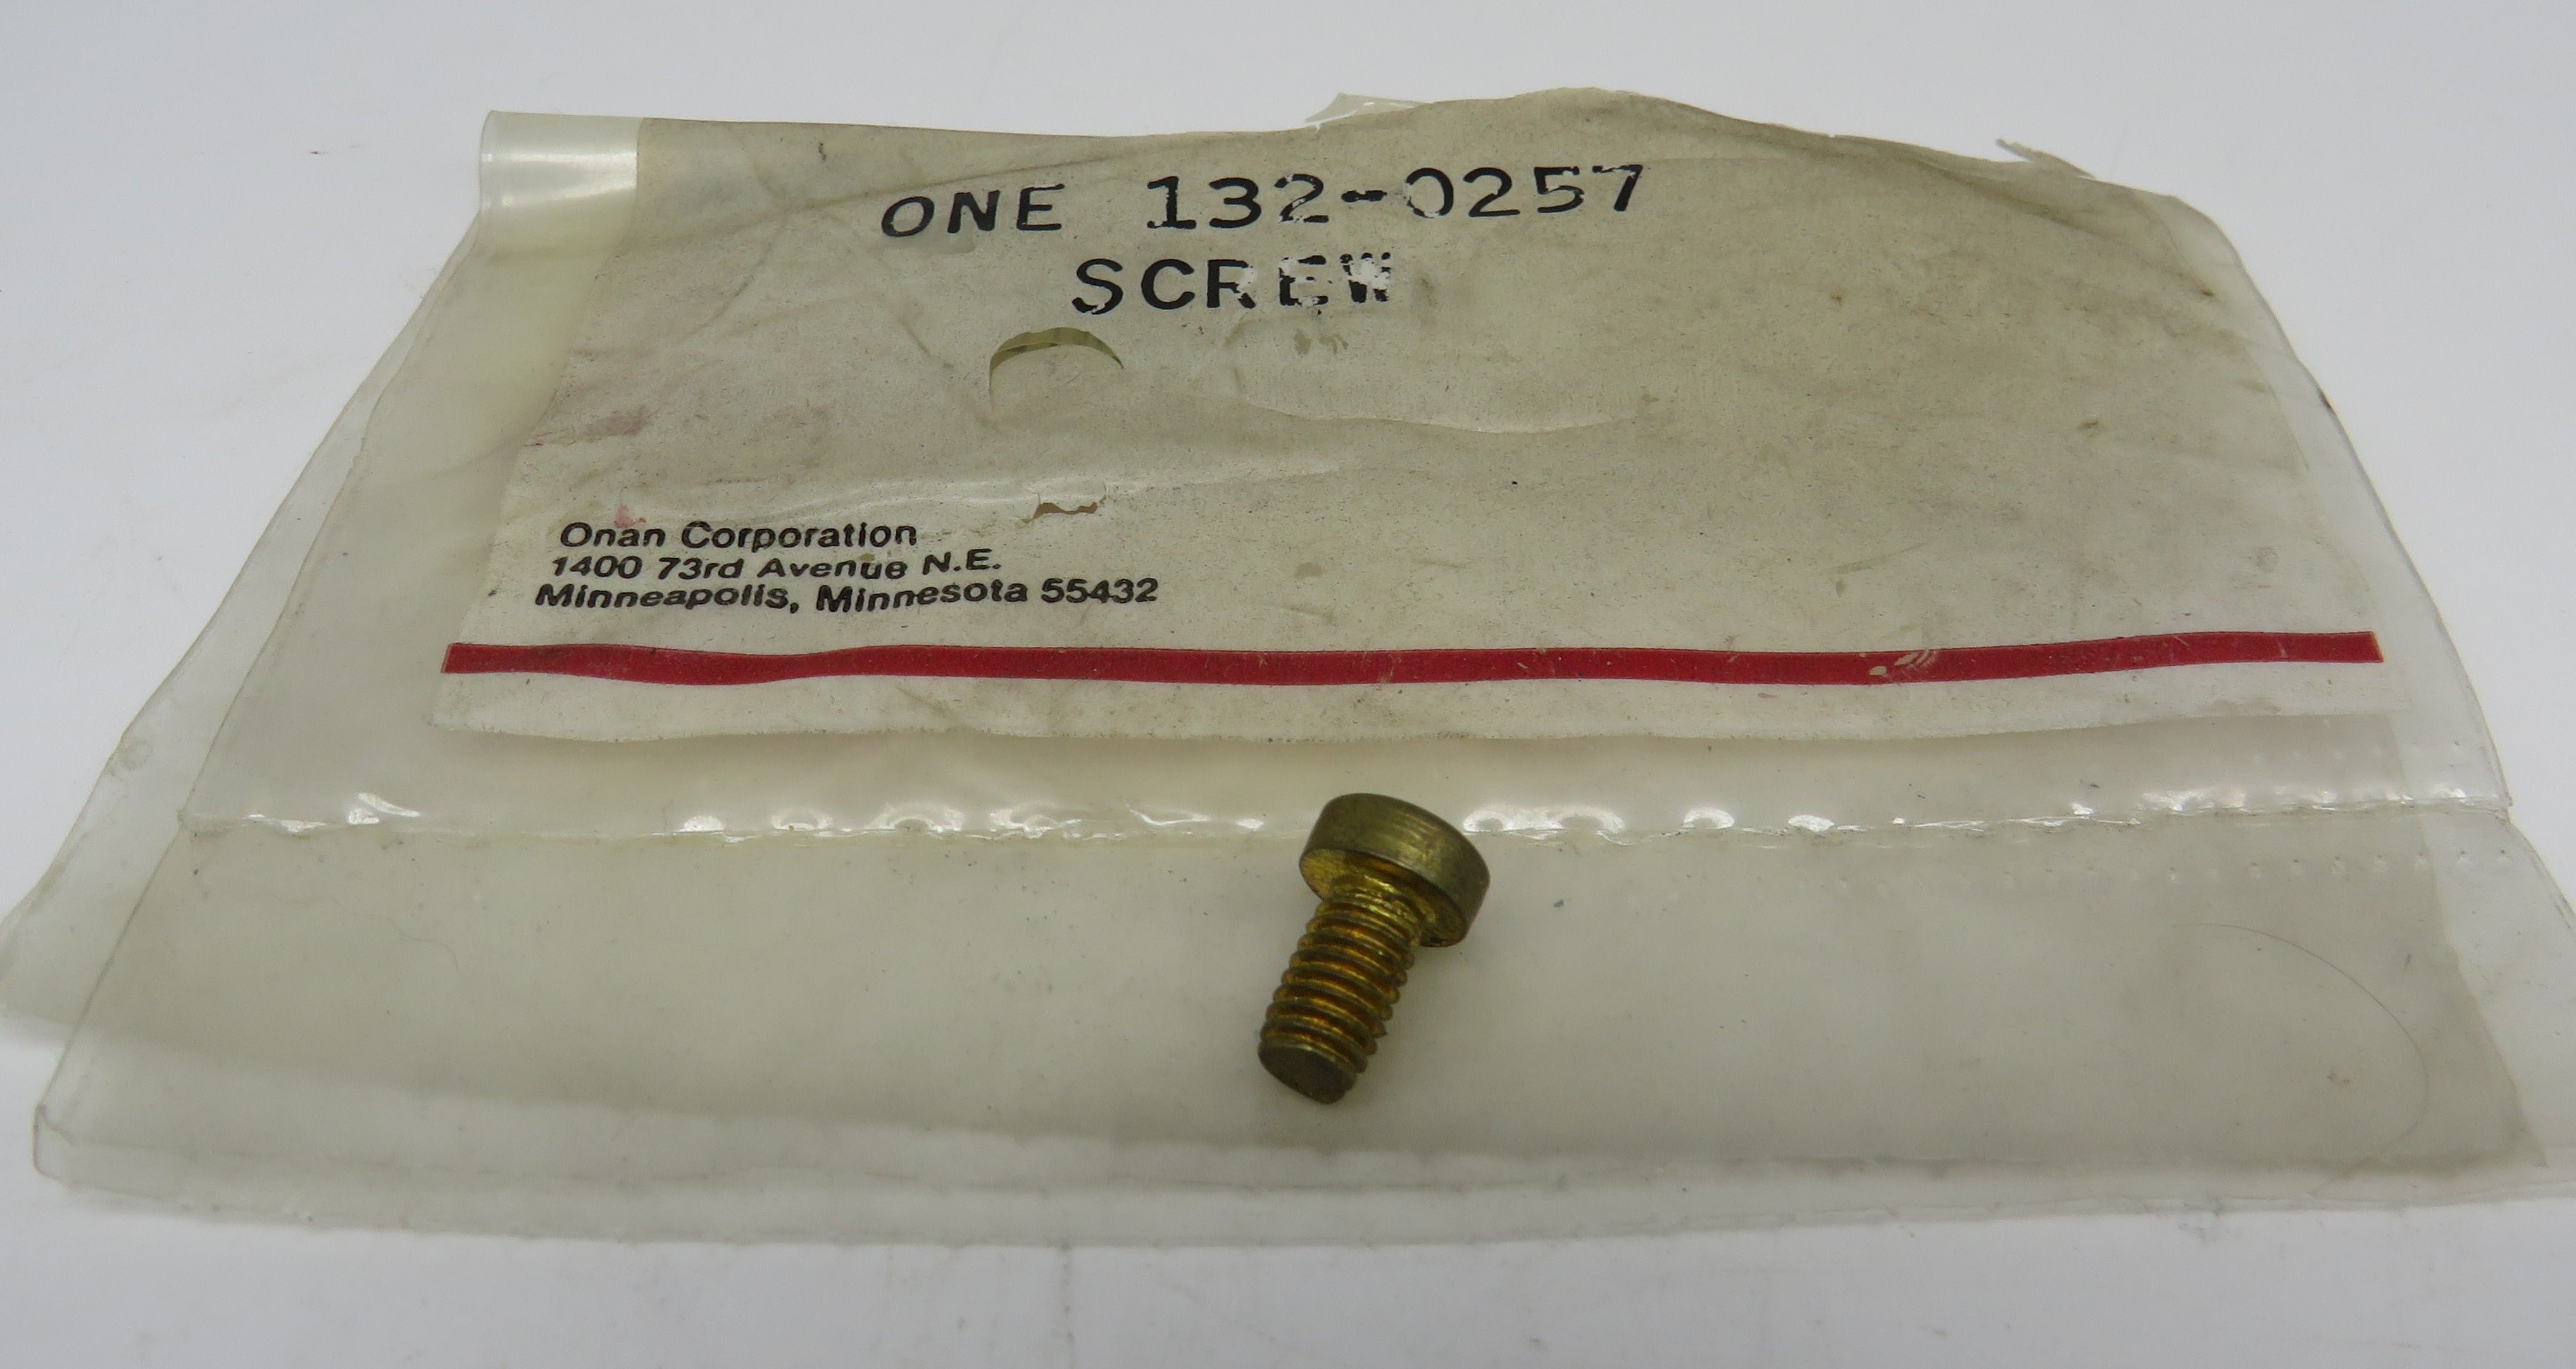 ONE 132-0257
SCREW
Onan Corporation
1400 73rd Avenue N.E.
Minneapolis, Minnesota 55432